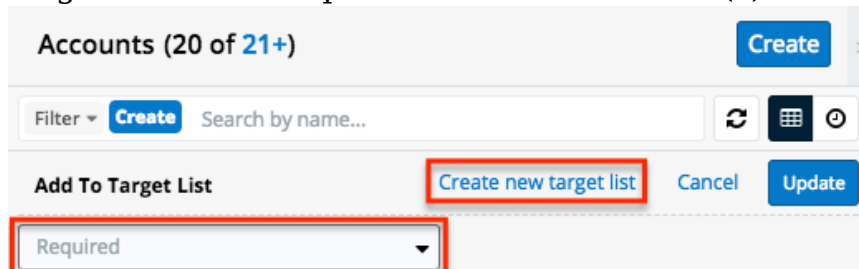 Accounts (20 of 21+) Create
Filter Create Search by name...
Add To Target List Create new target list Cancel Update
Required